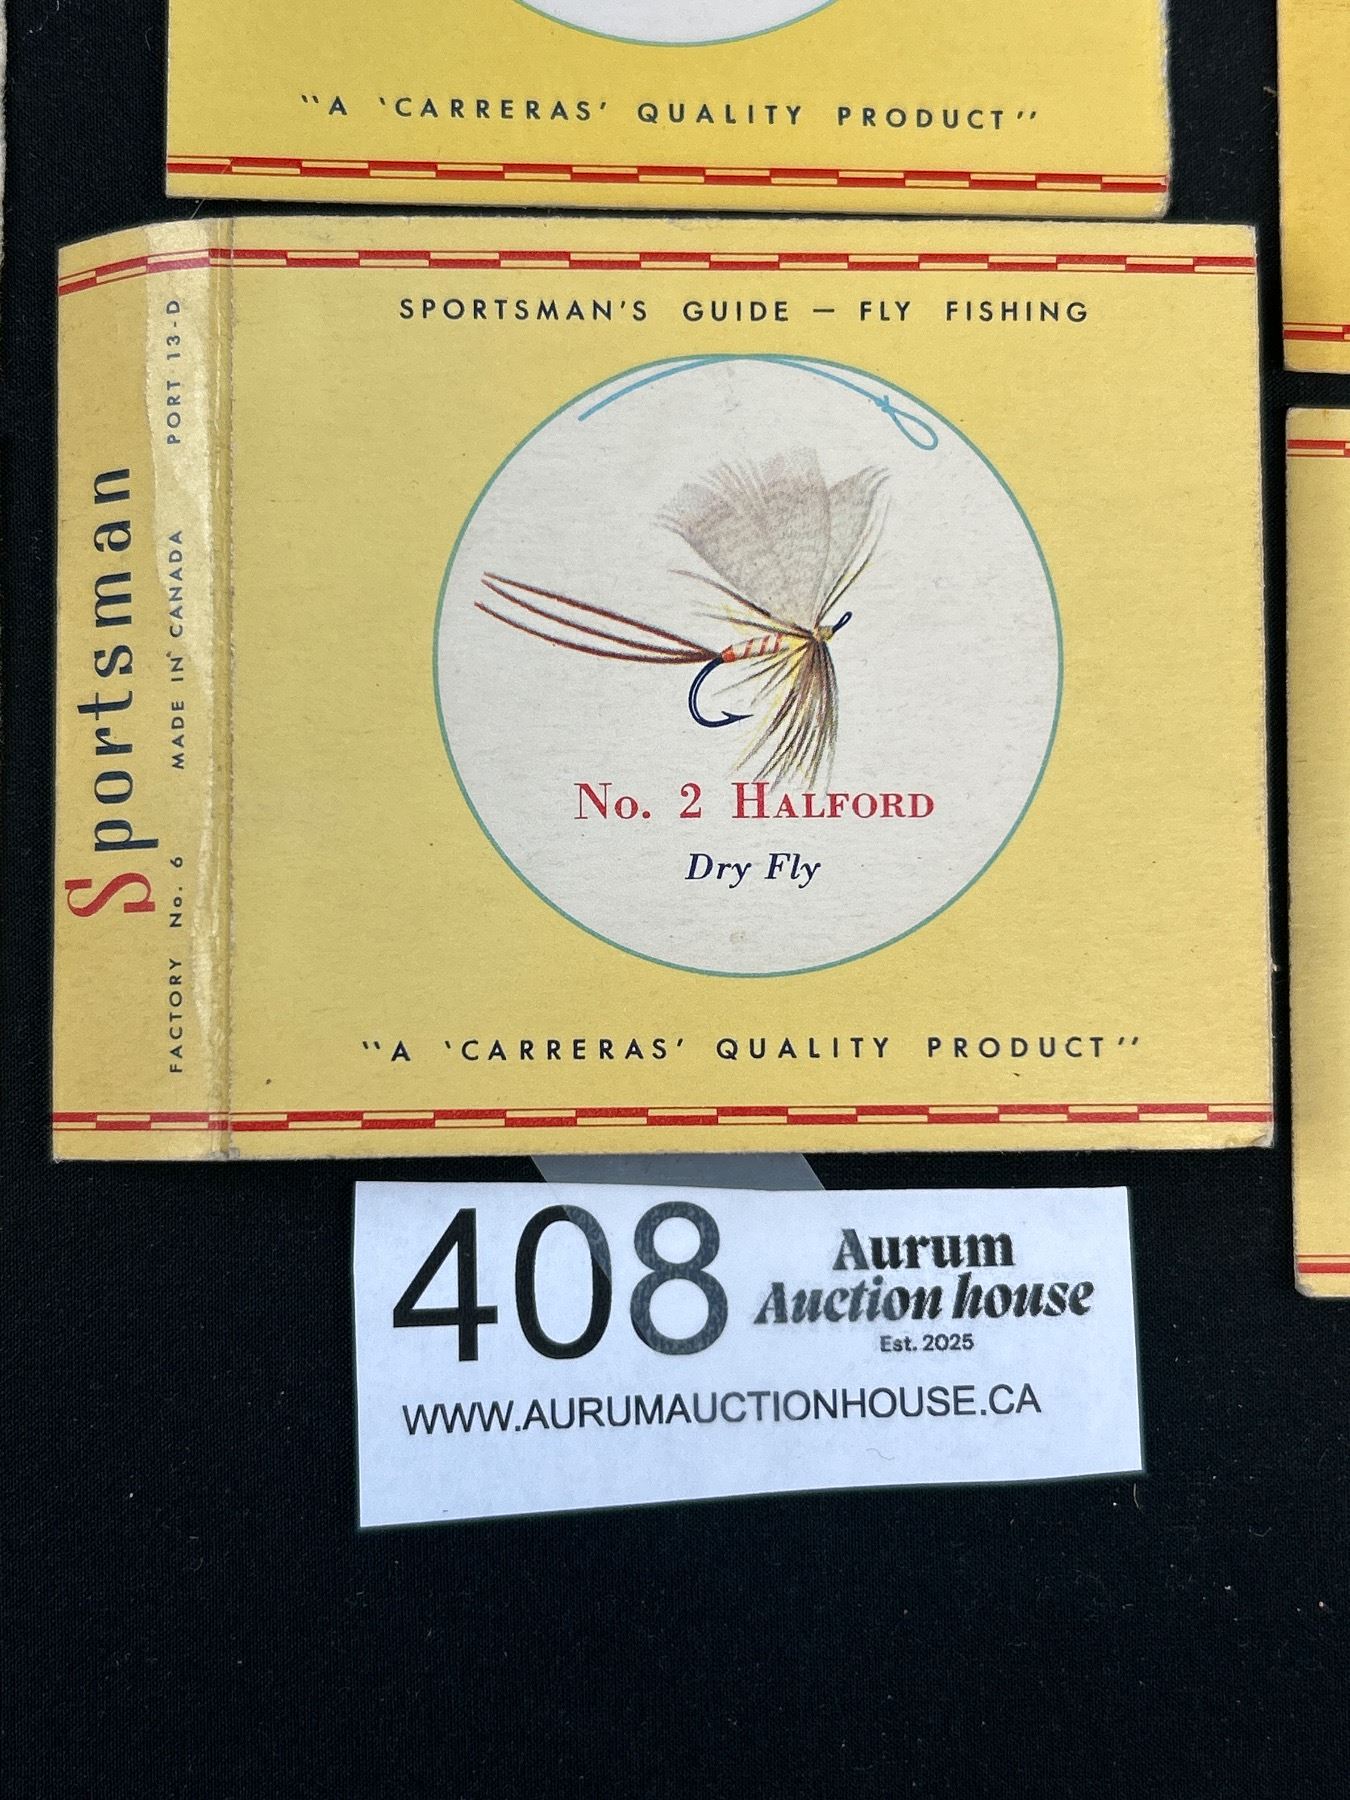 "A 'CARRERAS' QUALITY PRODUCT"
SPORTSMAN'S GUIDE — FLY FISHING
No. 2 HALFORD
Dry Fly
"A 'CARRERAS' QUALITY PRODUCT"
Sportsman
FACTORY No. 6 MADE IN CANADA PORT 13-D
408
Aurum
Auction house
Est. 2025
WWW.AURUMAUCTIONHOUSE.CA